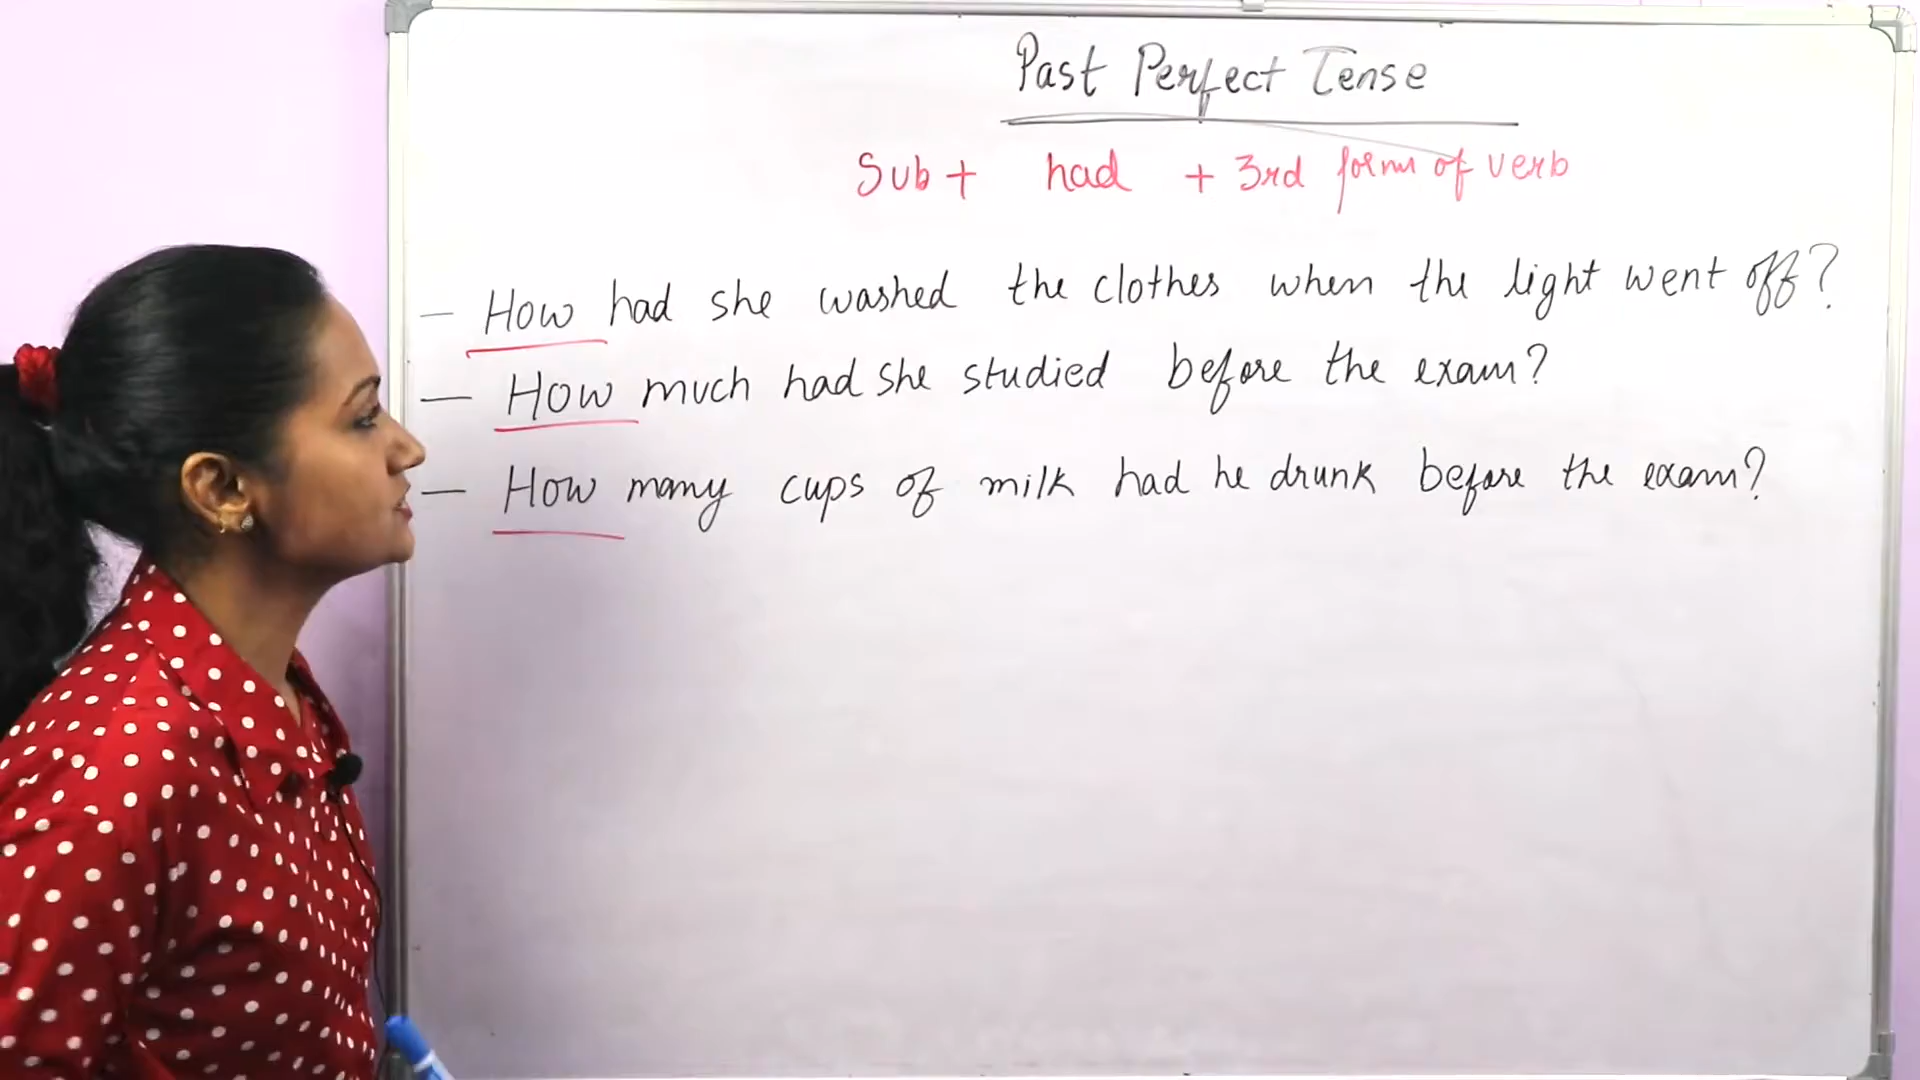 Past Perfect Tense
Sub + had + 3rd form of verb
– How had she washed the clothes when the light went off?
– How much had she studied before the exam?
– How many cups of milk had he drunk before the exam?